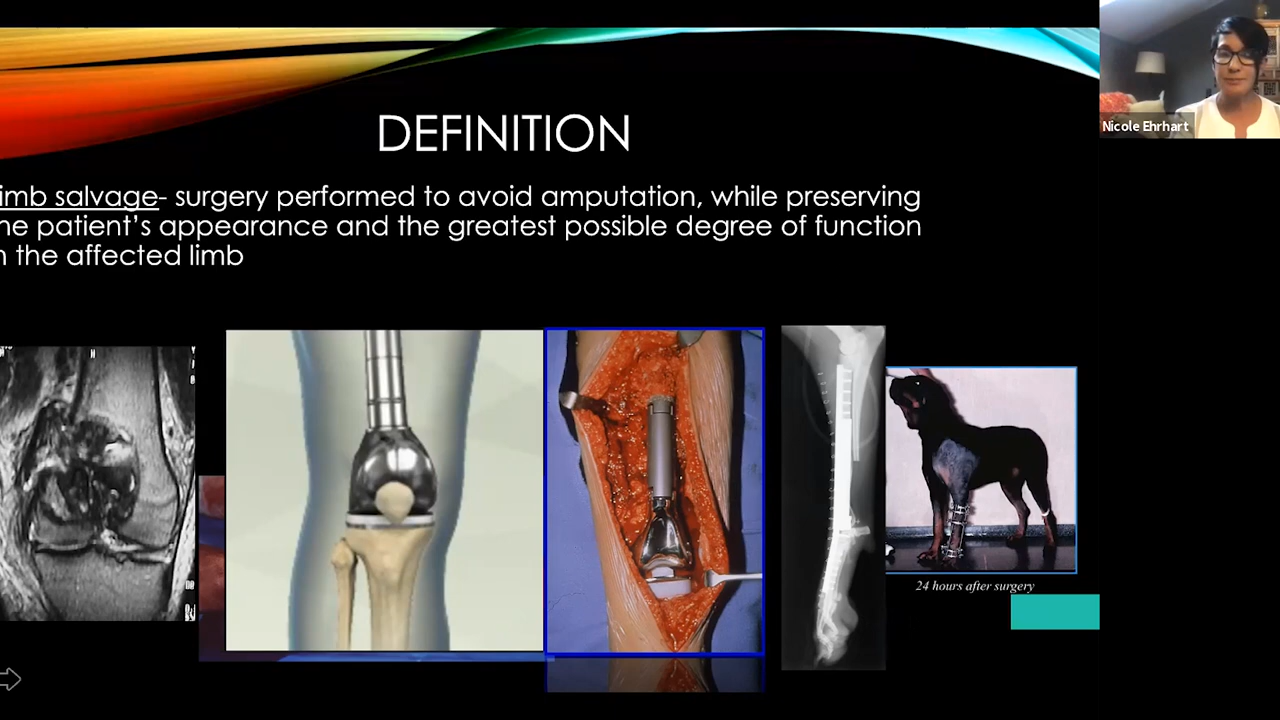 DEFINITION
Nicole Ehrhart
imb salvage- surgery performed to avoid amputation, while preserving
he patient's appearance and the greatest possible degree of function
n the affected limb
H
24 hours after surgery